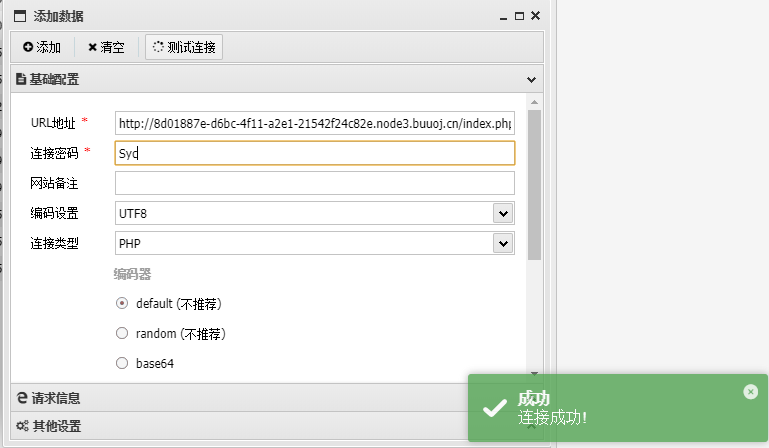 添加数据
添加 清空 测试连接
基础配置
URL地址 * http://8d01887e-d6bc-4f11-a2e1-21542f24c82e.node3.buuoj.cn/index.php
连接密码 * Syc
网站备注
编码设置 UTF8
连接类型 PHP
编码器
default (不推荐)
random (不推荐)
base64
请求信息
其他设置
成功
连接成功!